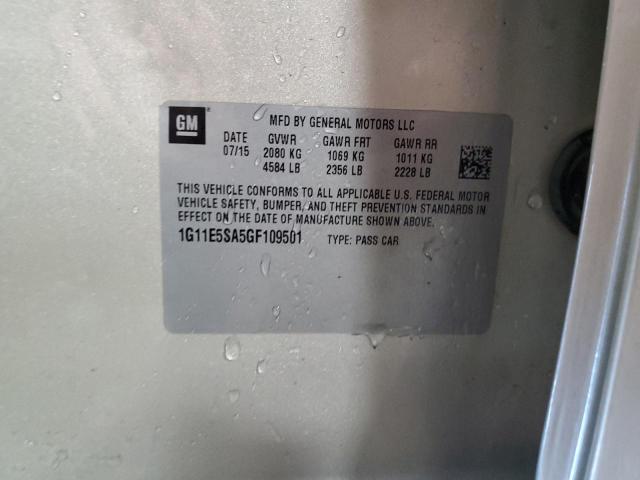 GM
MFD BY GENERAL MOTORS LLC
DATE GVWR GAWR FRT GAWR RR
07/15 2080 KG 1069 KG 1011 KG
4584 LB 2356 LB 2228 LB
THIS VEHICLE CONFORMS TO ALL APPLICABLE U.S. FEDERAL MOTOR
VEHICLE SAFETY, BUMPER, AND THEFT PREVENTION STANDARDS IN
EFFECT ON THE DATE OF MANUFACTURE SHOWN ABOVE.
1G11E5SA5GF109501 TYPE: PASS CAR